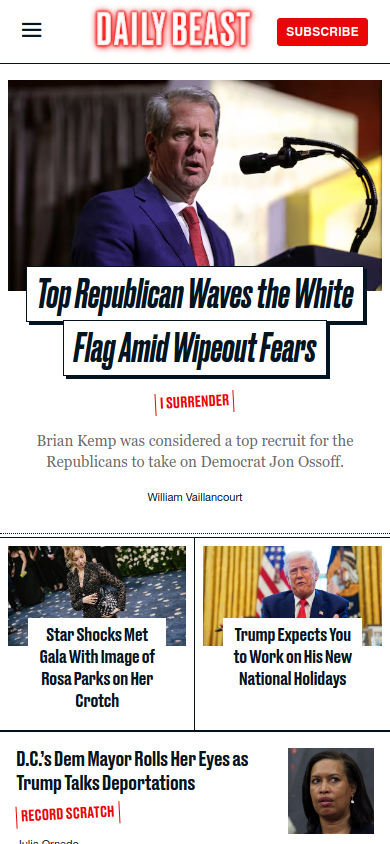 DAILY BEAST
SUBSCRIBE
Top Republican Waves the White
Flag Amid Wipeout Fears
I SURRENDER
Brian Kemp was considered a top recruit for the
Republicans to take on Democrat Jon Ossoff.
William Vaillancourt
Star Shocks Met
Gala With Image of
Rosa Parks on Her
Crotch
Trump Expects You
to Work on His New
National Holidays
D.C.’s Dem Mayor Rolls Her Eyes as
Trump Talks Deportations
RECORD SCRATCH